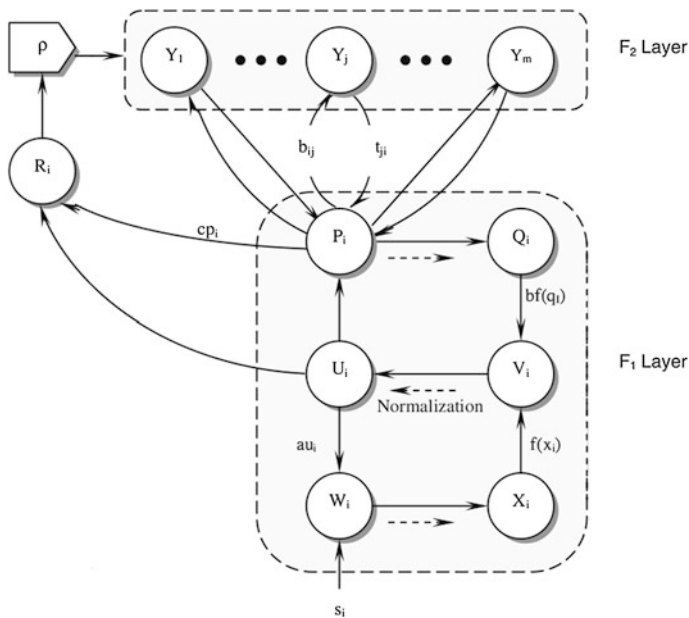 ρ
Y₁ • • • Yⱼ • • • Yₘ
F₂ Layer
bᵢⱼ tⱼᵢ
Rᵢ
cpᵢ
Pᵢ Qᵢ
bf(qₗ)
Uᵢ Vᵢ
F₁ Layer
Normalization
auᵢ f(xᵢ)
Wᵢ Xᵢ
sᵢ